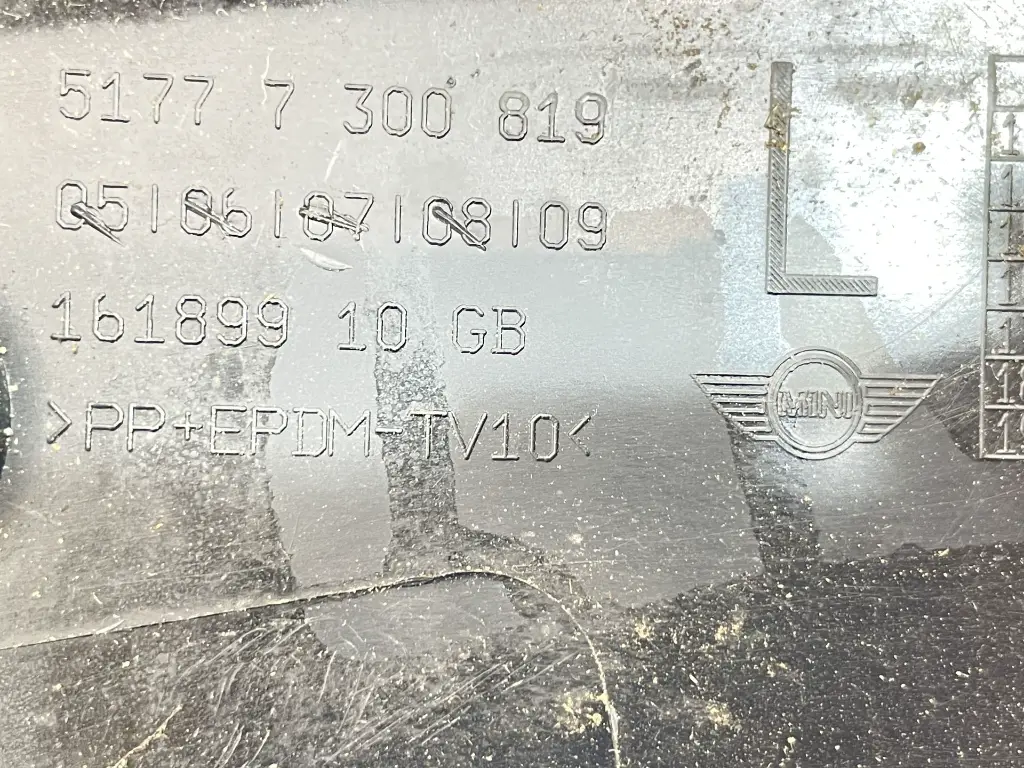 5177 7 300 819
05|06|07|08|09
161899 10 GB
>PP+EPDM-TV10<
L
MINI